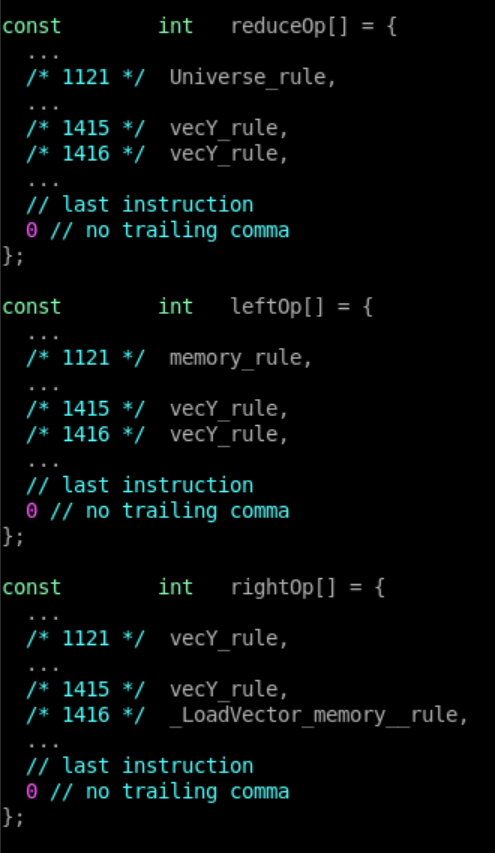 const        int   reduceOp[] = {
  ...
  /* 1121 */  Universe_rule,
  ...
  /* 1415 */  vecY_rule,
  /* 1416 */  vecY_rule,
  ...
  // last instruction
  0 // no trailing comma
};

const        int   leftOp[] = {
  ...
  /* 1121 */  memory_rule,
  ...
  /* 1415 */  vecY_rule,
  /* 1416 */  vecY_rule,
  ...
  // last instruction
  0 // no trailing comma
};

const        int   rightOp[] = {
  ...
  /* 1121 */  vecY_rule,
  ...
  /* 1415 */  vecY_rule,
  /* 1416 */  _LoadVector_memory__rule,
  ...
  // last instruction
  0 // no trailing comma
};